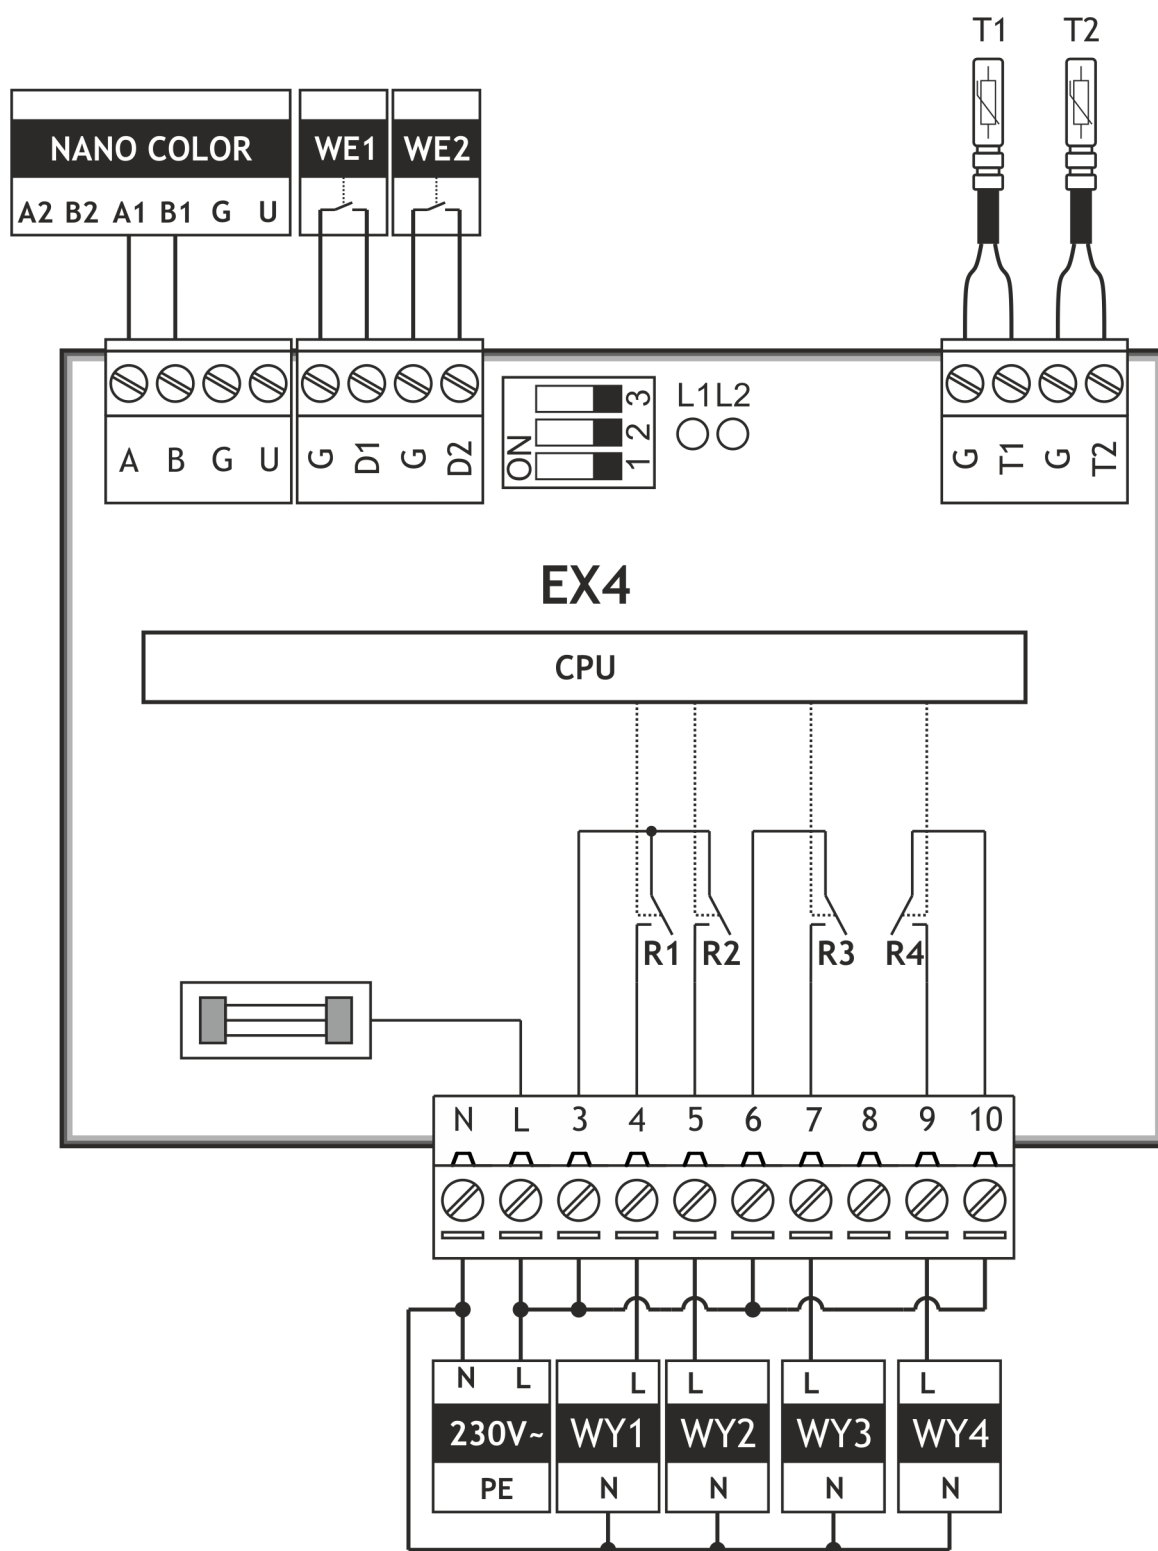 T1 T2
NANO COLOR WE1 WE2
A2 B2 A1 B1 G U
A B G U G D1 G D2
ON 1 2 3
L1 L2
G T1 G T2
EX4
CPU
R1 R2 R3 R4
N L 3 4 5 6 7 8 9 10
N L L L L L
230V~ WY1 WY2 WY3 WY4
PE N N N N